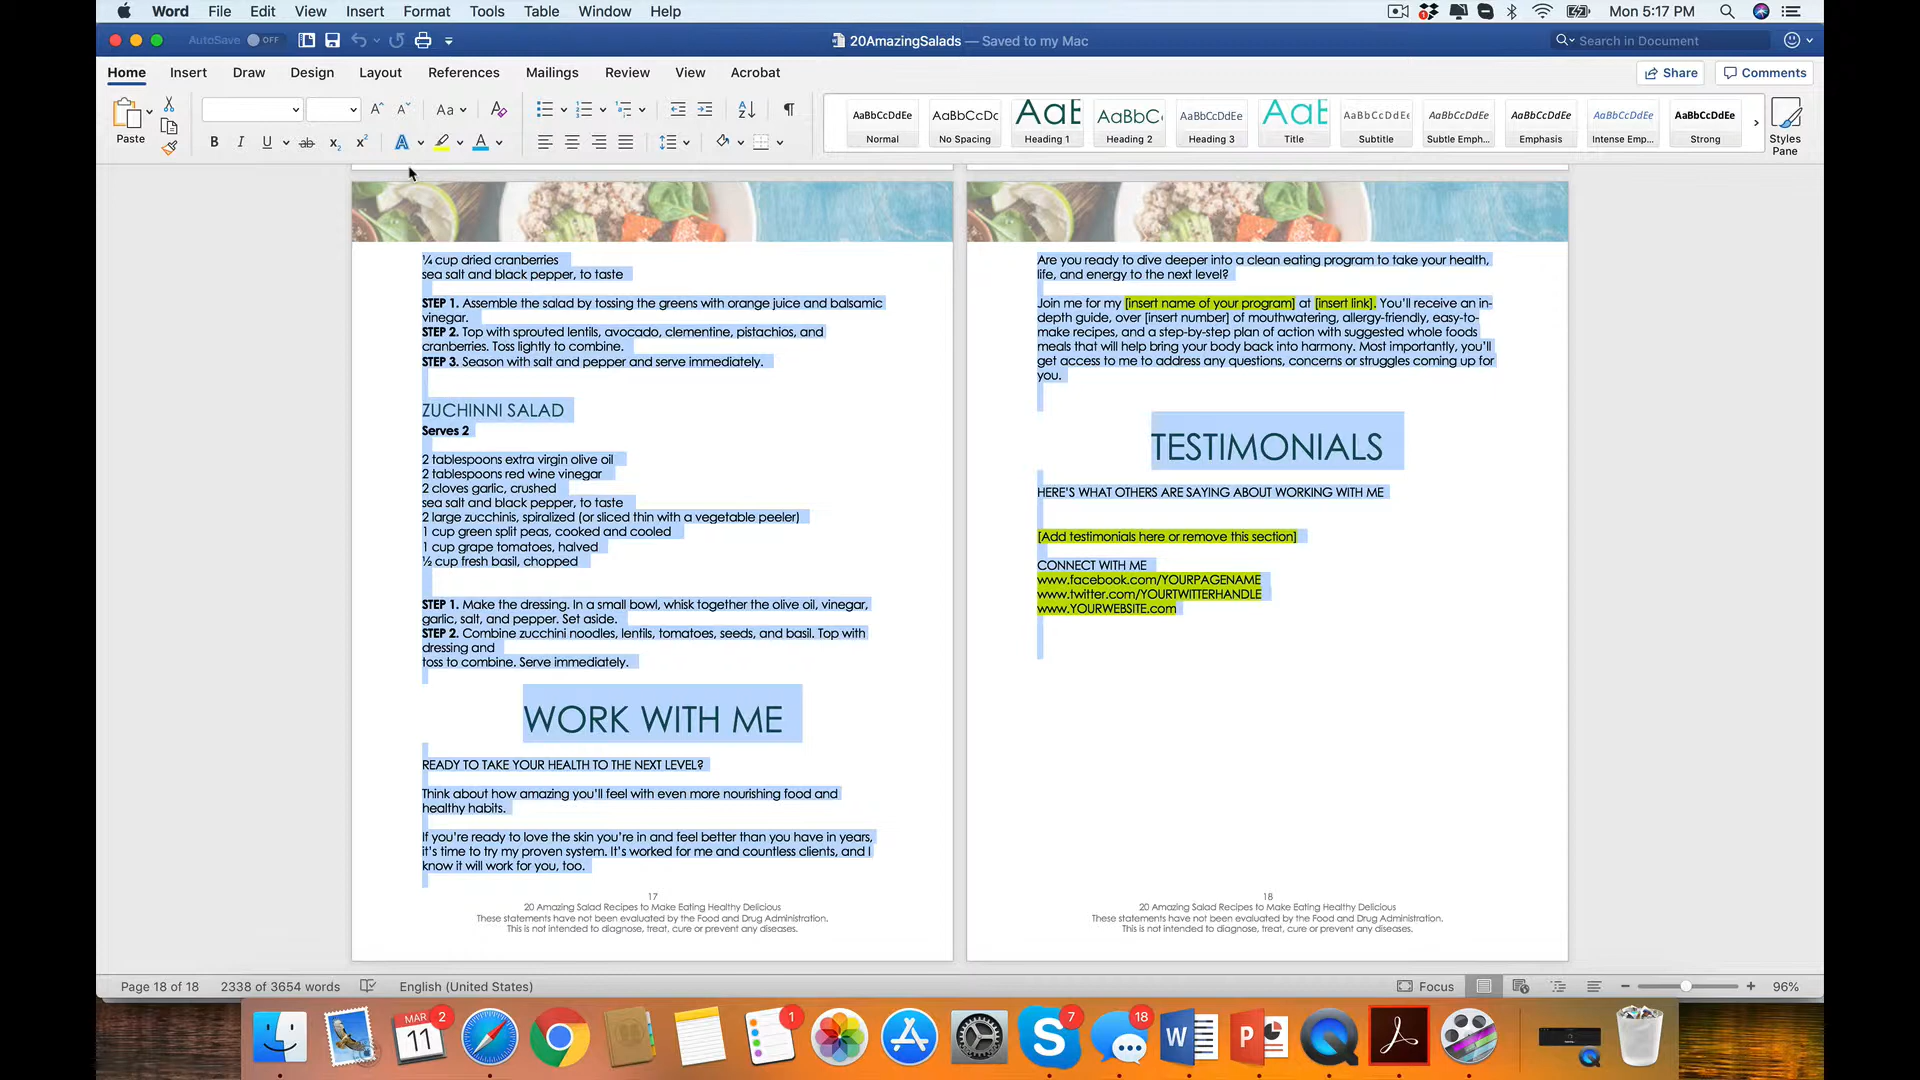 Word File Edit View Insert Format Tools Table Window Help
Mon 5:17 PM
AutoSave OFF
20AmazingSalads — Saved to my Mac
Search in Document
Home Insert Draw Design Layout References Mailings Review View Acrobat
Share Comments
Paste
AaBbCcDdEe Normal
AaBbCcDc No Spacing
AaE Heading 1
AaBbC Heading 2
AaBbCcDdEe Heading 3
AaE Title
AaBbCcDdE Subtitle
AaBbCcDdEe Subtle Emph...
AaBbCcDdEe Emphasis
AaBbCcDdEe Intense Emp...
AaBbCcDdEe Strong
Styles
Pane
¼ cup dried cranberries
sea salt and black pepper, to taste
STEP 1. Assemble the salad by tossing the greens with orange juice and balsamic
vinegar.
STEP 2. Top with sprouted lentils, avocado, clementine, pistachios, and
cranberries. Toss lightly to combine.
STEP 3. Season with salt and pepper and serve immediately.
ZUCHINNI SALAD
Serves 2
2 tablespoons extra virgin olive oil
2 tablespoons red wine vinegar
2 cloves garlic, crushed
sea salt and black pepper, to taste
2 large zucchinis, spiralized (or sliced thin with a vegetable peeler)
1 cup green split peas, cooked and cooled
1 cup grape tomatoes, halved
½ cup fresh basil, chopped
STEP 1. Make the dressing. In a small bowl, whisk together the olive oil, vinegar,
garlic, salt, and pepper. Set aside.
STEP 2. Combine zucchini noodles, lentils, tomatoes, seeds, and basil. Top with
dressing and
toss to combine. Serve immediately.
WORK WITH ME
READY TO TAKE YOUR HEALTH TO THE NEXT LEVEL?
Think about how amazing you'll feel with even more nourishing food and
healthy habits.
If you're ready to love the skin you're in and feel better than you have in years,
it's time to try my proven system. It's worked for me and countless clients, and I
know it will work for you, too.
17
20 Amazing Salad Recipes to Make Eating Healthy Delicious
These statements have not been evaluated by the Food and Drug Administration.
This is not intended to diagnose, treat, cure or prevent any diseases.
Are you ready to dive deeper into a clean eating program to take your health,
life, and energy to the next level?
Join me for my [insert name of your program] at [insert link]. You'll receive an in-
depth guide, over [insert number] of mouthwatering, allergy-friendly, easy-to-
make recipes, and a step-by-step plan of action with suggested whole foods
meals that will help bring your body back into harmony. Most importantly, you'll
get access to me to address any questions, concerns or struggles coming up for
you.
TESTIMONIALS
HERE'S WHAT OTHERS ARE SAYING ABOUT WORKING WITH ME
[Add testimonials here or remove this section]
CONNECT WITH ME
www.facebook.com/YOURPAGENAME
www.twitter.com/YOURTWITTERHANDLE
www.YOURWEBSITE.com
18
20 Amazing Salad Recipes to Make Eating Healthy Delicious
These statements have not been evaluated by the Food and Drug Administration.
This is not intended to diagnose, treat, cure or prevent any diseases.
Page 18 of 18 2338 of 3654 words English (United States)
Focus 96%
MAR 11 2
1
7
18